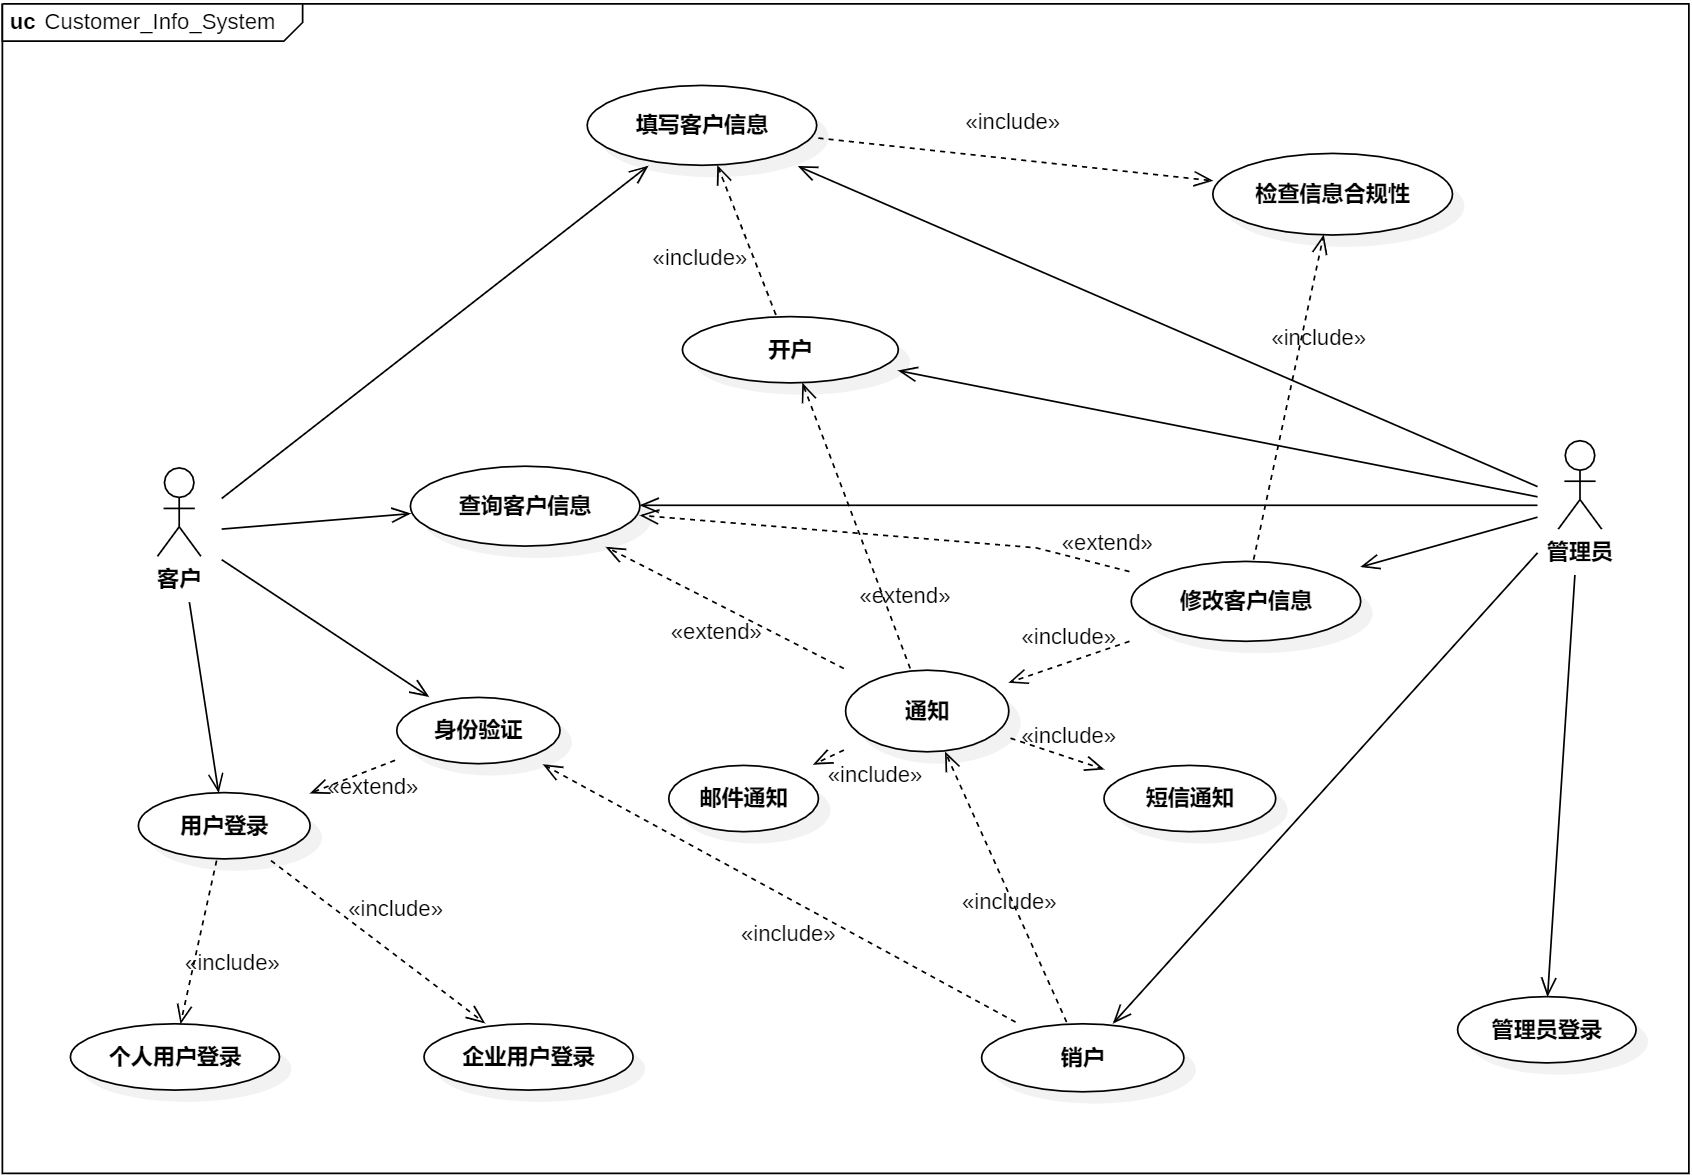 uc Customer_Info_System
填写客户信息
«include»
检查信息合规性
«include»
开户
«include»
查询客户信息
«extend»
客户
管理员
修改客户信息
«extend»
«extend»
«include»
通知
身份验证
«include»
«extend»
«include»
邮件通知
短信通知
用户登录
«include»
«include»
«include»
«include»
个人用户登录
企业用户登录
销户
管理员登录